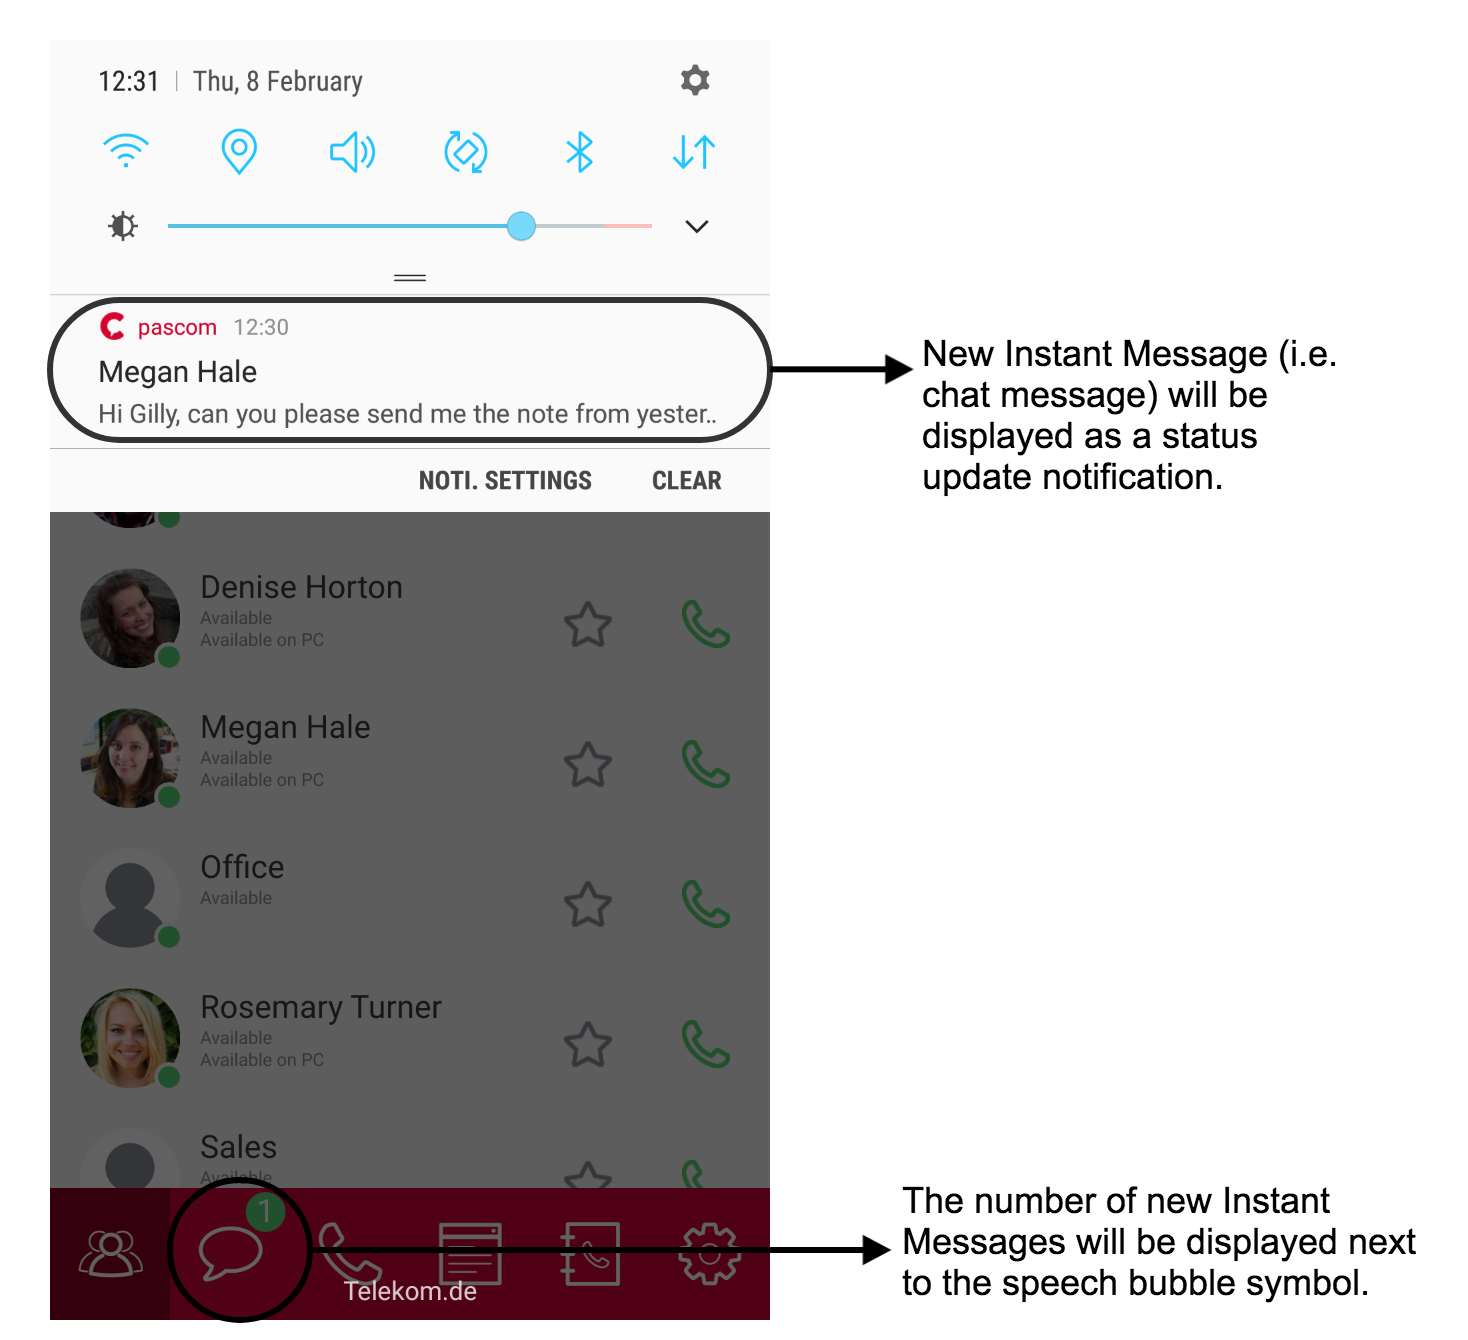 12:31 | Thu, 8 February
pascom 12:30
Megan Hale
Hi Gilly, can you please send me the note from yester..
NOTI. SETTINGS CLEAR
New Instant Message (i.e.
chat message) will be
displayed as a status
update notification.
Denise Horton
Available
Available on PC
Megan Hale
Available
Available on PC
Office
Available
Rosemary Turner
Available
Available on PC
Sales
Available
1
Telekom.de
The number of new Instant
Messages will be displayed next
to the speech bubble symbol.